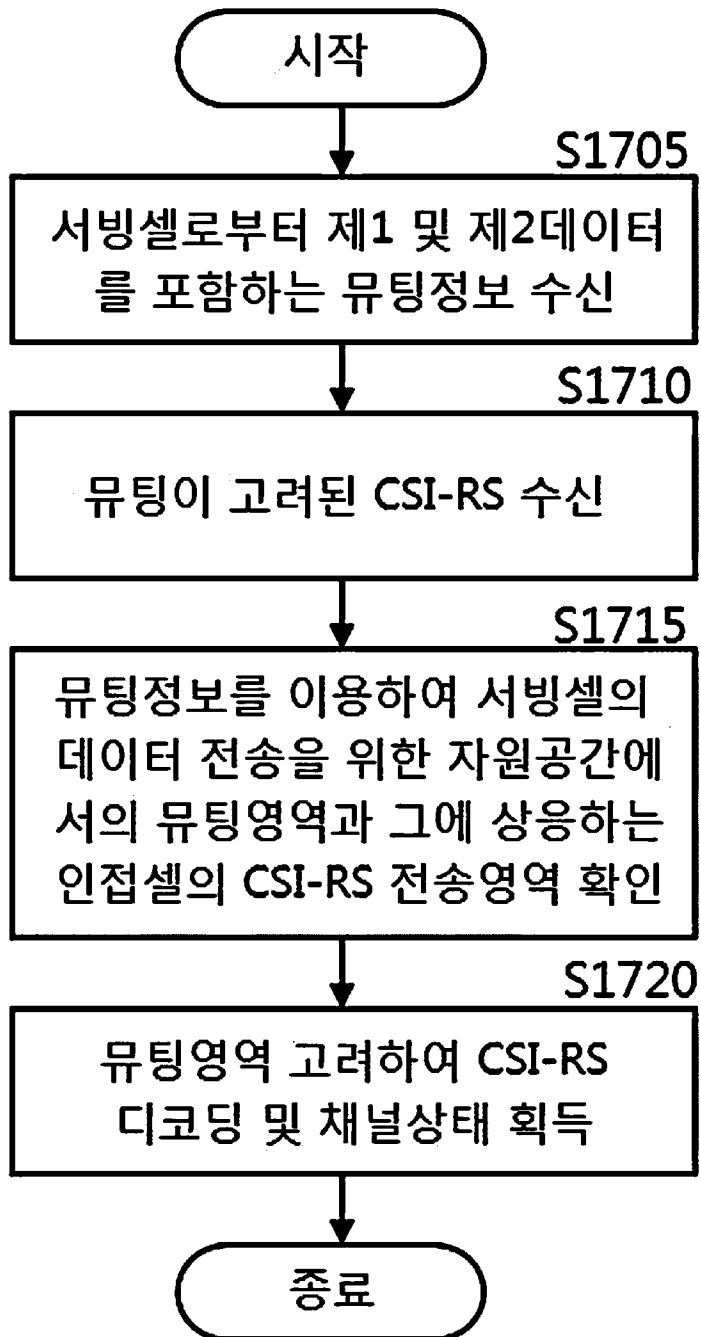 시작
S1705
서빙셀로부터 제1 및 제2데이터
를 포함하는 뮤팅정보 수신
S1710
뮤팅이 고려된 CSI-RS 수신
S1715
뮤팅정보를 이용하여 서빙셀의
데이터 전송을 위한 자원공간에
서의 뮤팅영역과 그에 상응하는
인접셀의 CSI-RS 전송영역 확인
S1720
뮤팅영역 고려하여 CSI-RS
디코딩 및 채널상태 획득
종료